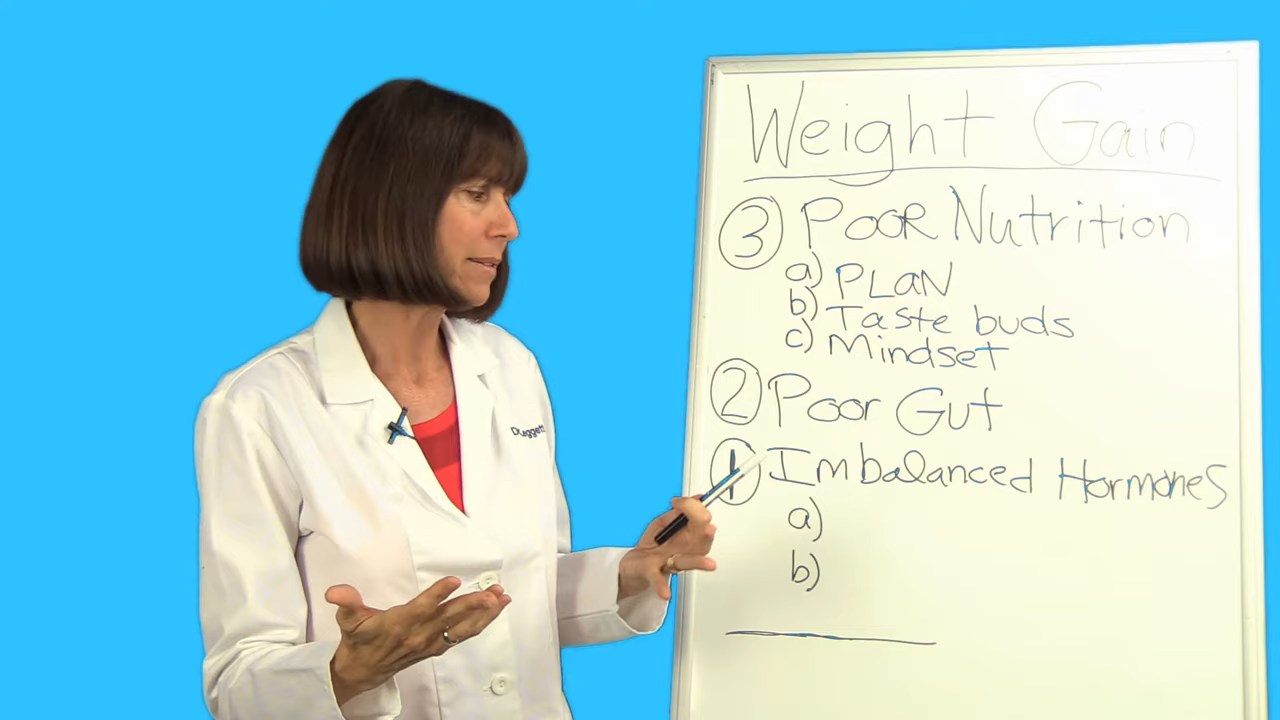 Weight Gain
③ POOR Nutrition
a) PLaN
b) Taste buds
c) Mindset
② Poor Gut
① Imbalanced Hormones
a)
b)